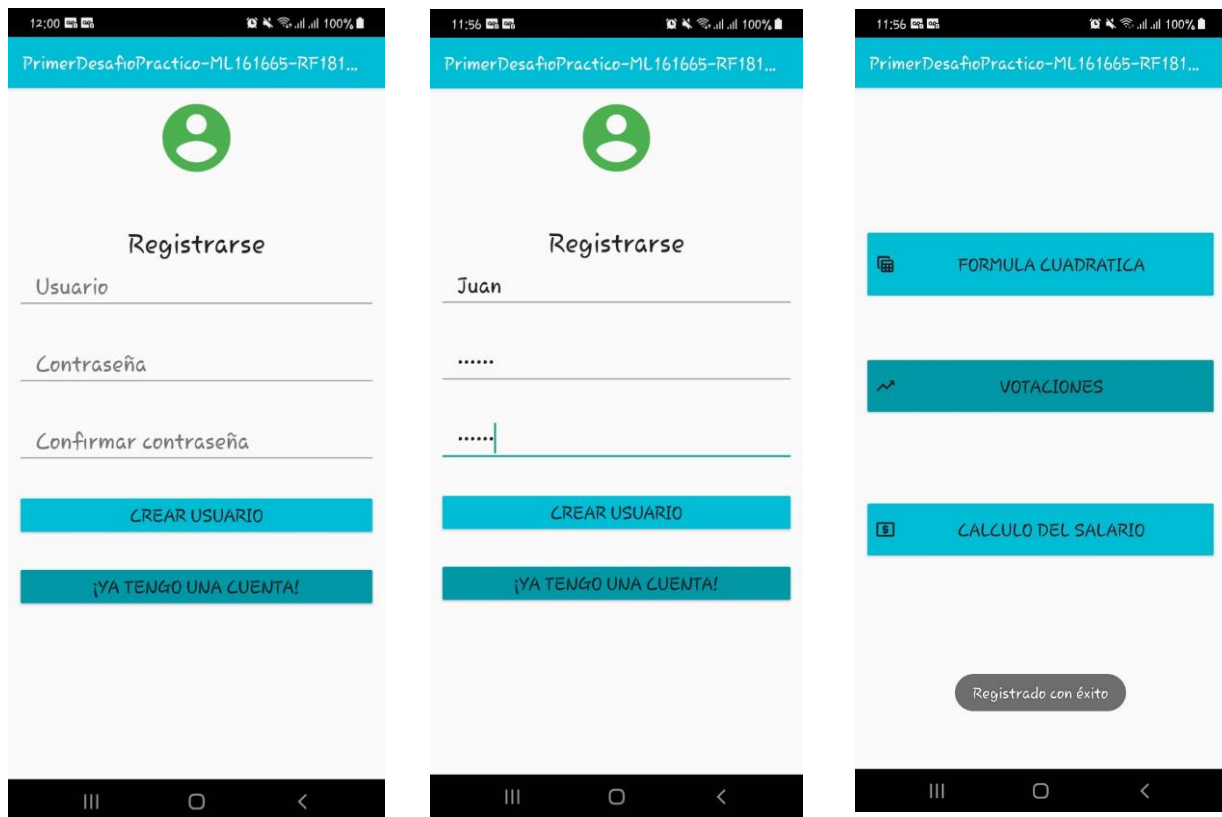 12:00
100%
PrimerDesafioPractico-ML161665-RF181...
Registrarse
Usuario
Contraseña
Confirmar contraseña
CREAR USUARIO
¡YA TENGO UNA CUENTA!
11:56
100%
PrimerDesafioPractico-ML161665-RF181...
Registrarse
Juan
••••••
••••••
CREAR USUARIO
¡YA TENGO UNA CUENTA!
11:56
100%
PrimerDesafioPractico-ML161665-RF181...
FORMULA CUADRATICA
VOTACIONES
CALCULO DEL SALARIO
Registrado con éxito